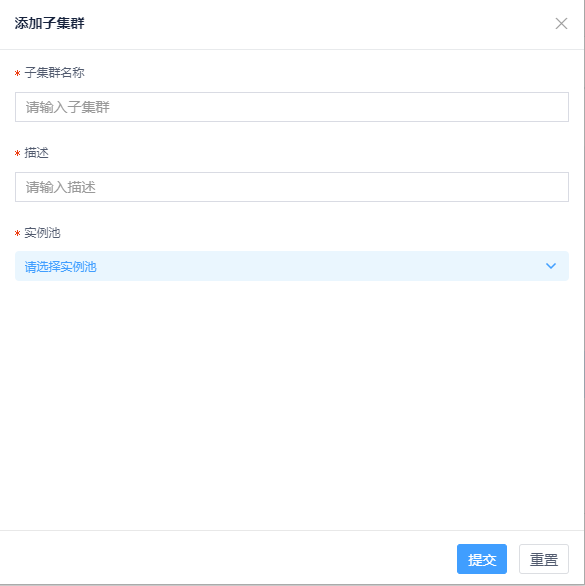 添加子集群
* 子集群名称
请输入子集群
* 描述
请输入描述
* 实例池
请选择实例池
提交 重置